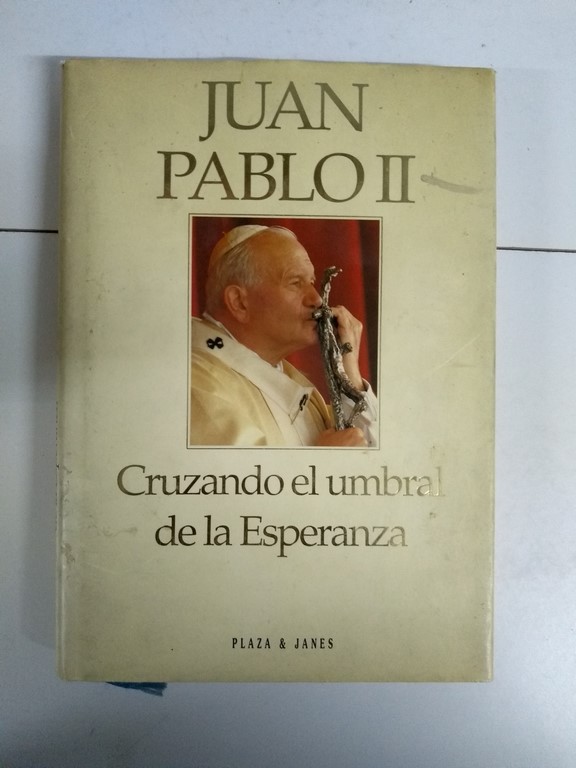 JUAN
PABLO II
Cruzando el umbral
de la Esperanza
PLAZA & JANES